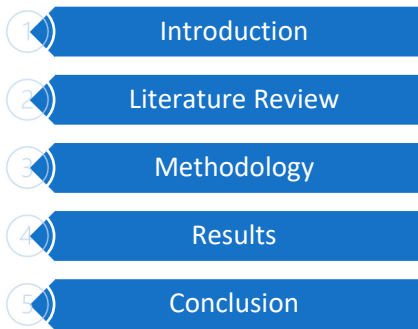 1 Introduction
2 Literature Review
3 Methodology
4 Results
5 Conclusion